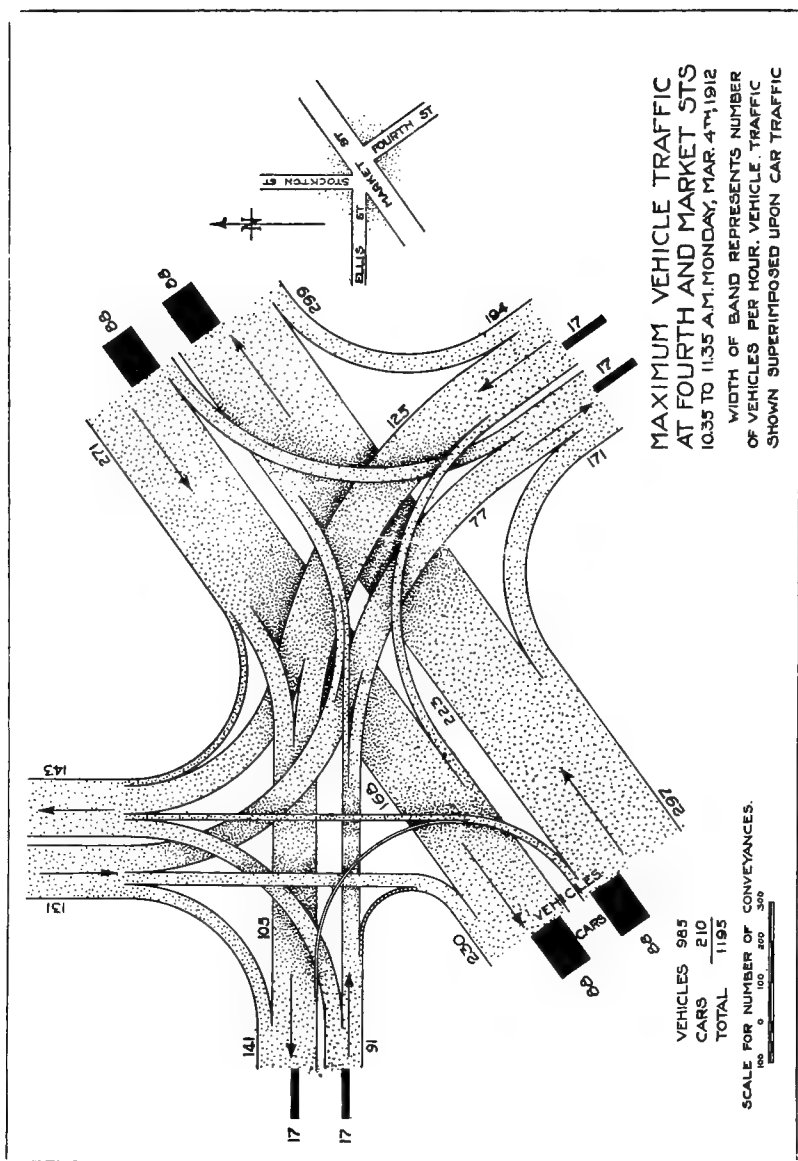 MAXIMUM VEHICLE TRAFFIC
AT FOURTH AND MARKET STS
10.35 TO 11.35 A.M. MONDAY, MAR. 4TH, 1912
WIDTH OF BAND REPRESENTS NUMBER
OF VEHICLES PER HOUR. VEHICLE TRAFFIC
SHOWN SUPERIMPOSED UPON CAR TRAFFIC
STOCKTON ST
MARKET ST
FOURTH ST
ELLIS ST
N
88
88
271
299
194
17
17
125
171
77
143
131
223
168
105
297
230
141
91
VEHICLES
CARS
88
88
17
17
VEHICLES 985
CARS 210
TOTAL 1195
SCALE FOR NUMBER OF CONVEYANCES.
100 0 100 200 300